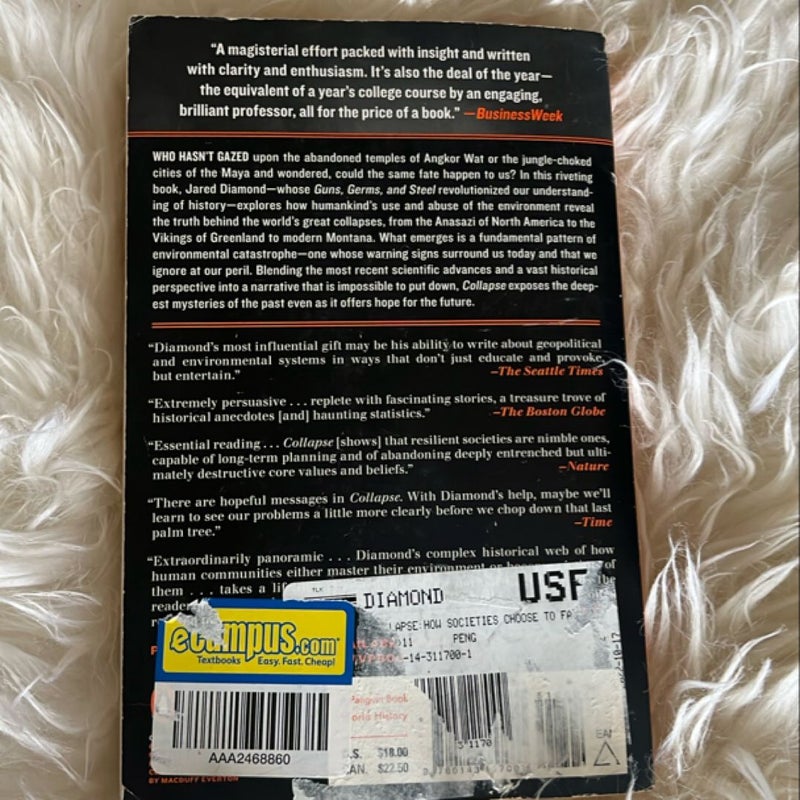 “A magisterial effort packed with insight and written
with clarity and enthusiasm. It’s also the deal of the year—
the equivalent of a year’s college course by an engaging,
brilliant professor, all for the price of a book.” —BusinessWeek
WHO HASN’T GAZED upon the abandoned temples of Angkor Wat or the jungle-choked
cities of the Maya and wondered, could the same fate happen to us? In this riveting
book, Jared Diamond—whose Guns, Germs, and Steel revolutionized our understand-
ing of history—explores how humankind’s use and abuse of the environment reveal
the truth behind the world’s great collapses, from the Anasazi of North America to the
Vikings of Greenland to modern Montana. What emerges is a fundamental pattern of
environmental catastrophe—one whose warning signs surround us today and that we
ignore at our peril. Blending the most recent scientific advances and a vast historical
perspective into a narrative that is impossible to put down, Collapse exposes the deep-
est mysteries of the past even as it offers hope for the future.
“Diamond’s most influential gift may be his ability to write about geopolitical
and environmental systems in ways that don’t just educate and provoke,
but entertain.” —The Seattle Times
“Extremely persuasive . . . replete with fascinating stories, a treasure trove of
historical anecdotes [and] haunting statistics.” —The Boston Globe
“Essential reading . . . Collapse [shows] that resilient societies are nimble ones,
capable of long-term planning and of abandoning deeply entrenched but ulti-
mately destructive core values and beliefs.” —Nature
“There are hopeful messages in Collapse. With Diamond’s help, maybe we’ll
learn to see our problems a little more clearly before we chop down that last
palm tree.” —Time
“Extraordinarily panoramic . . . Diamond’s complex historical web of how
human communities either master their environment or of
them . . . takes a
TLK DIAMOND USF
LAPSE:HOW SOCIETIES CHOOSE TO
11 PENG
-14-311700-1
ecampus.com
Textbooks Easy. Fast. Cheap!
AAA2468860
Penguin Book
History
U.S. $18.00
CAN. $22.50
EAN
BY MACDUFF EVERTON